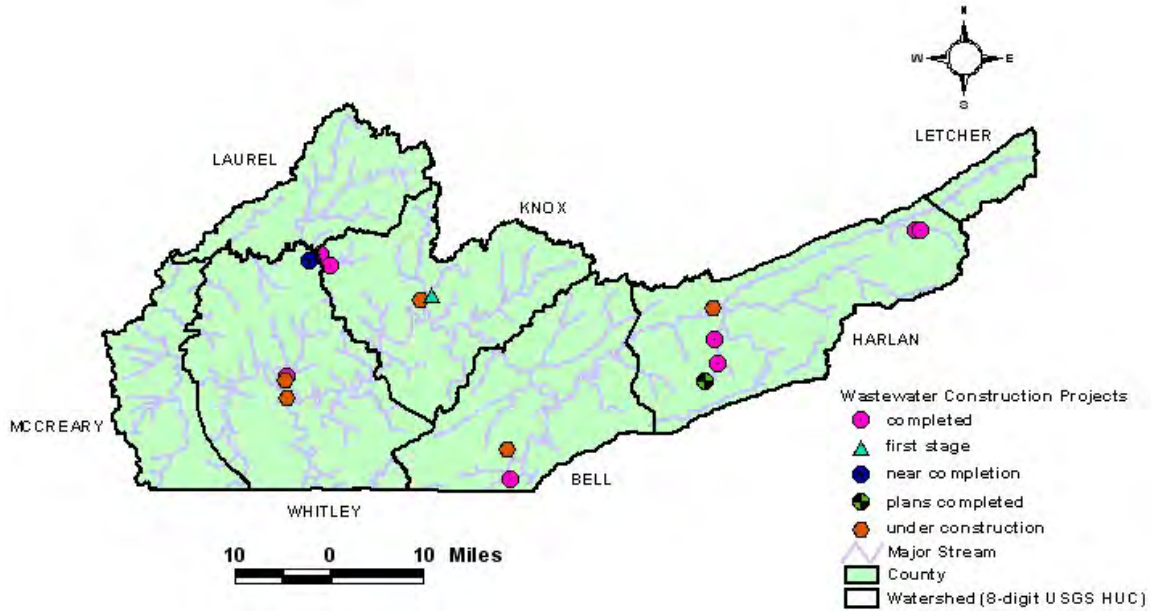 N
W E
S
LETCHER
LAUREL
KNOX
HARLAN
MCCREARY
BELL
WHITLEY
Wastewater Construction Projects
completed
first stage
near completion
plans completed
under construction
Major Stream
County
Watershed (8-digit USGS HUC)
10 0 10 Miles